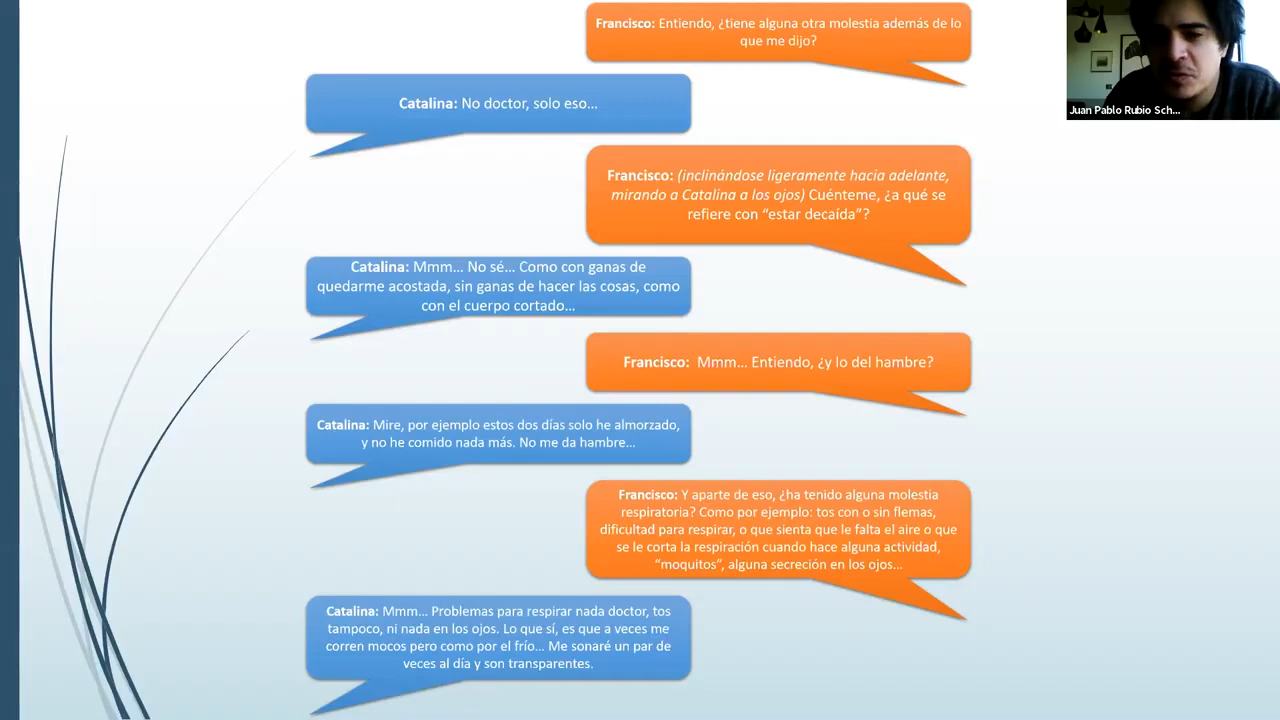 Francisco: Entiendo, ¿tiene alguna otra molestia además de lo
que me dijo?
Juan Pablo Rubio Sch...
Catalina: No doctor, solo eso...
Francisco: (inclinándose ligeramente hacia adelante,
mirando a Catalina a los ojos) Cuénteme, ¿a qué se
refiere con “estar decaída”?
Catalina: Mmm... No sé... Como con ganas de
quedarme acostada, sin ganas de hacer las cosas, como
con el cuerpo cortado...
Francisco: Mmm... Entiendo, ¿y lo del hambre?
Catalina: Mire, por ejemplo estos dos días solo he almorzado,
y no he comido nada más. No me da hambre...
Francisco: Y aparte de eso, ¿ha tenido alguna molestia
respiratoria? Como por ejemplo: tos con o sin flemas,
dificultad para respirar, o que sienta que le falta el aire o que
se le corta la respiración cuando hace alguna actividad,
“moquitos”, alguna secreción en los ojos...
Catalina: Mmm... Problemas para respirar nada doctor, tos
tampoco, ni nada en los ojos. Lo que sí, es que a veces me
corren mocos pero como por el frío... Me sonaré un par de
veces al día y son transparentes.